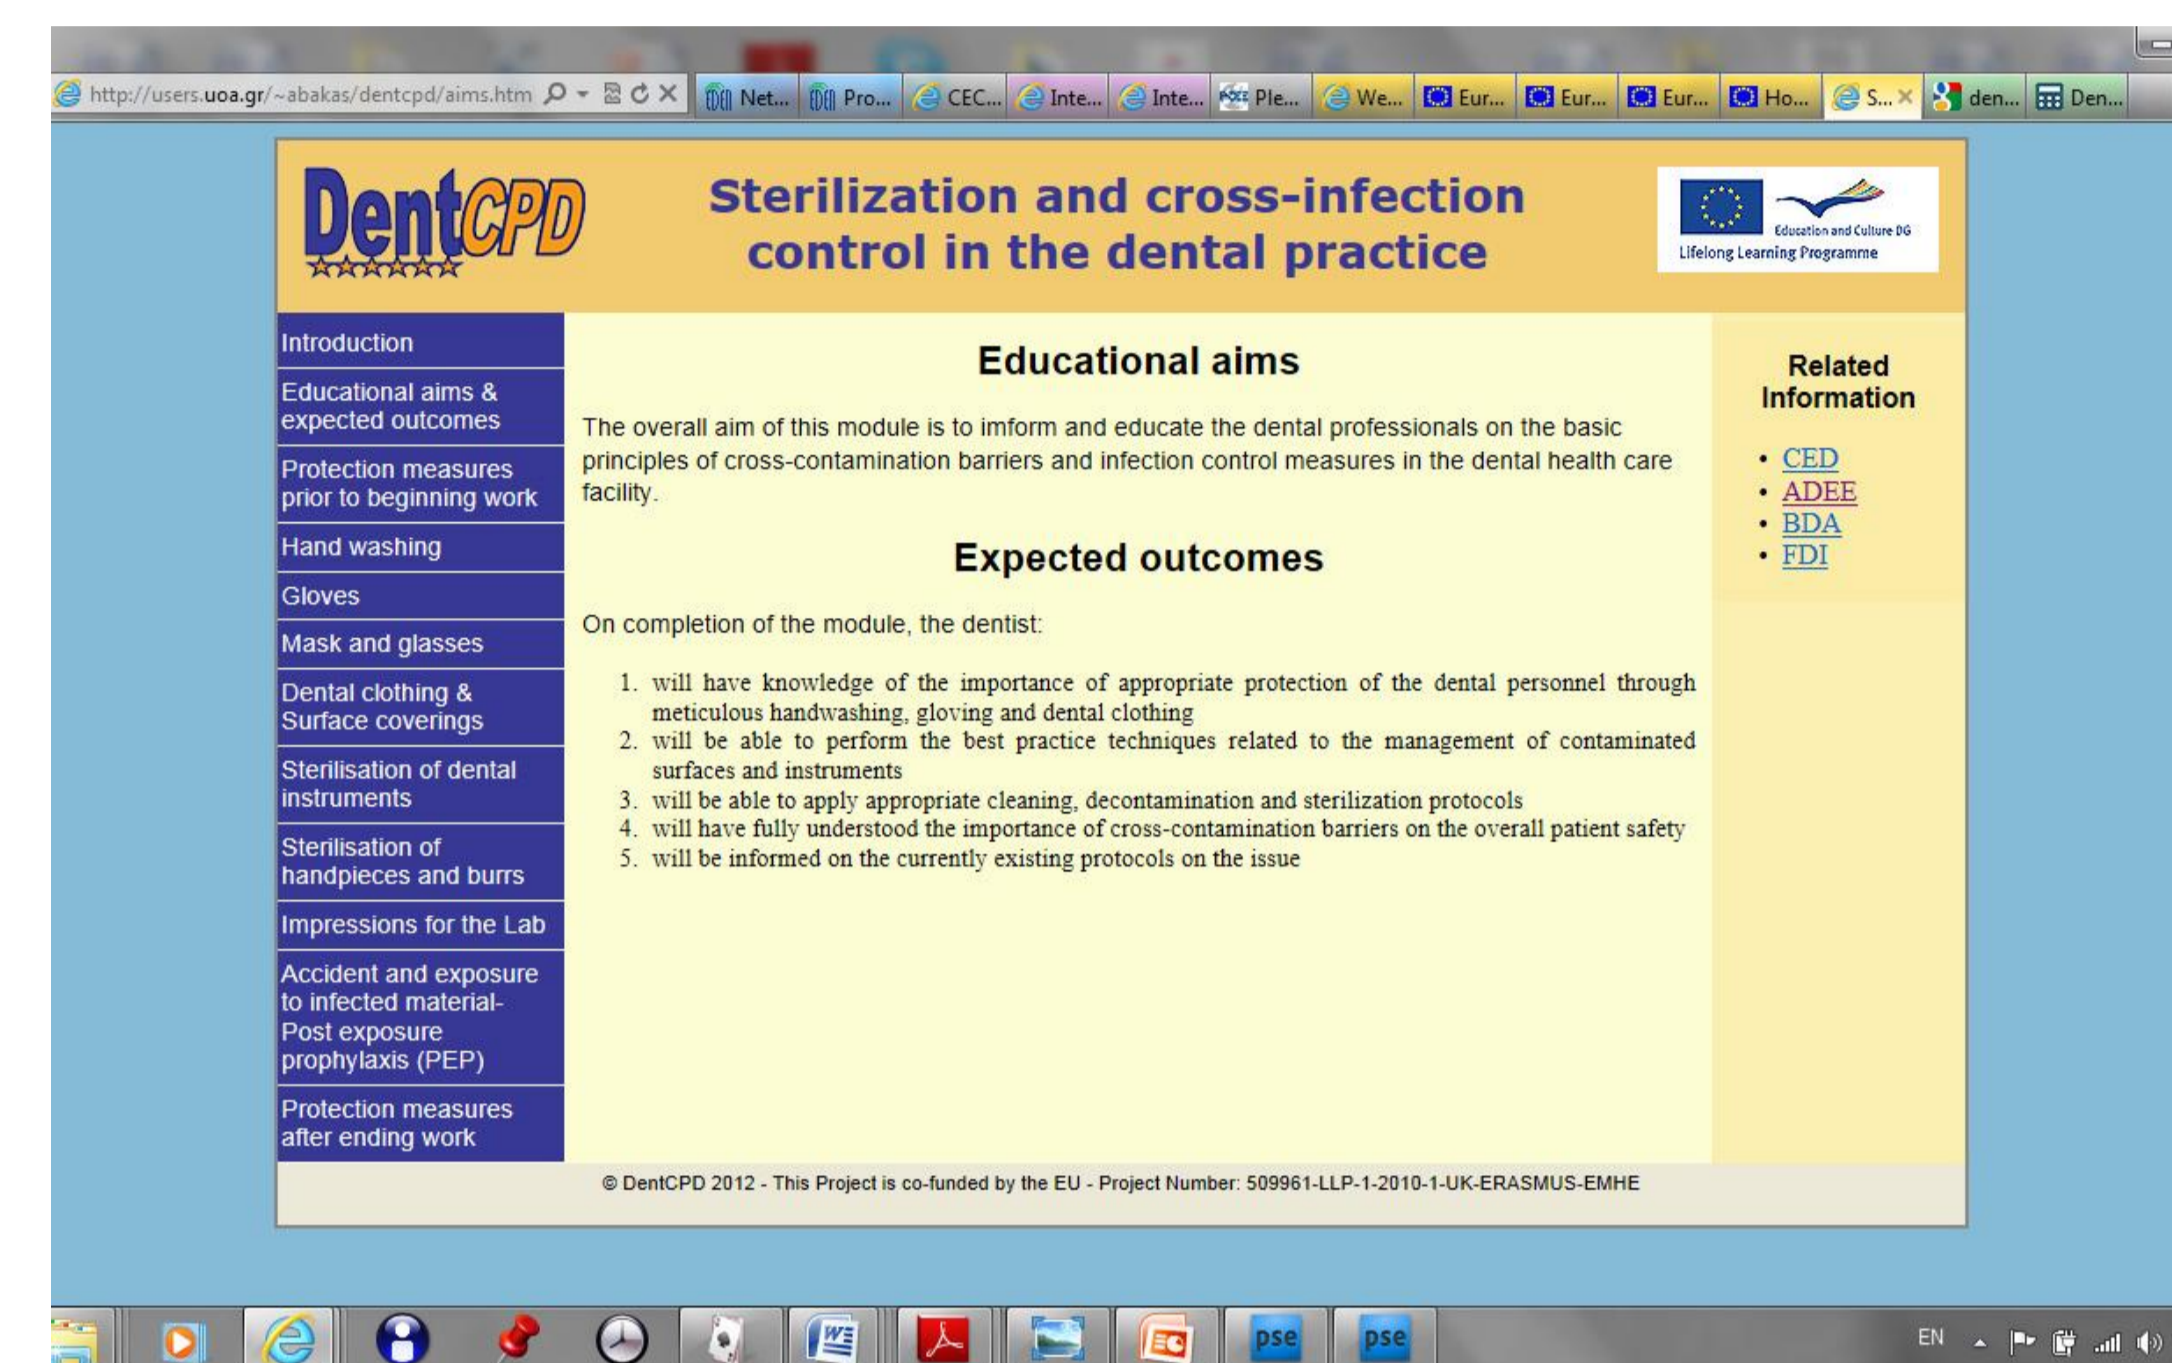 http://users.uoa.gr/~abakas/dentcpd/aims.htm
Net...
Pro...
CEC...
Inte...
Inte...
Ple...
We...
Eur...
Eur...
Eur...
Ho...
S...
den...
Den...
DentCPD
Sterilization and cross-infection
control in the dental practice
Education and Culture DG
Lifelong Learning Programme
Introduction
Educational aims &
expected outcomes
Protection measures
prior to beginning work
Hand washing
Gloves
Mask and glasses
Dental clothing &
Surface coverings
Sterilisation of dental
instruments
Sterilisation of
handpieces and burrs
Impressions for the Lab
Accident and exposure
to infected material-
Post exposure
prophylaxis (PEP)
Protection measures
after ending work
Educational aims
The overall aim of this module is to imform and educate the dental professionals on the basic
principles of cross-contamination barriers and infection control measures in the dental health care
facility.
Expected outcomes
On completion of the module, the dentist:
1. will have knowledge of the importance of appropriate protection of the dental personnel through
meticulous handwashing, gloving and dental clothing
2. will be able to perform the best practice techniques related to the management of contaminated
surfaces and instruments
3. will be able to apply appropriate cleaning, decontamination and sterilization protocols
4. will have fully understood the importance of cross-contamination barriers on the overall patient safety
5. will be informed on the currently existing protocols on the issue
Related
Information
• CED
• ADEE
• BDA
• FDI
© DentCPD 2012 - This Project is co-funded by the EU - Project Number: 509961-LLP-1-2010-1-UK-ERASMUS-EMHE
pse
pse
EN